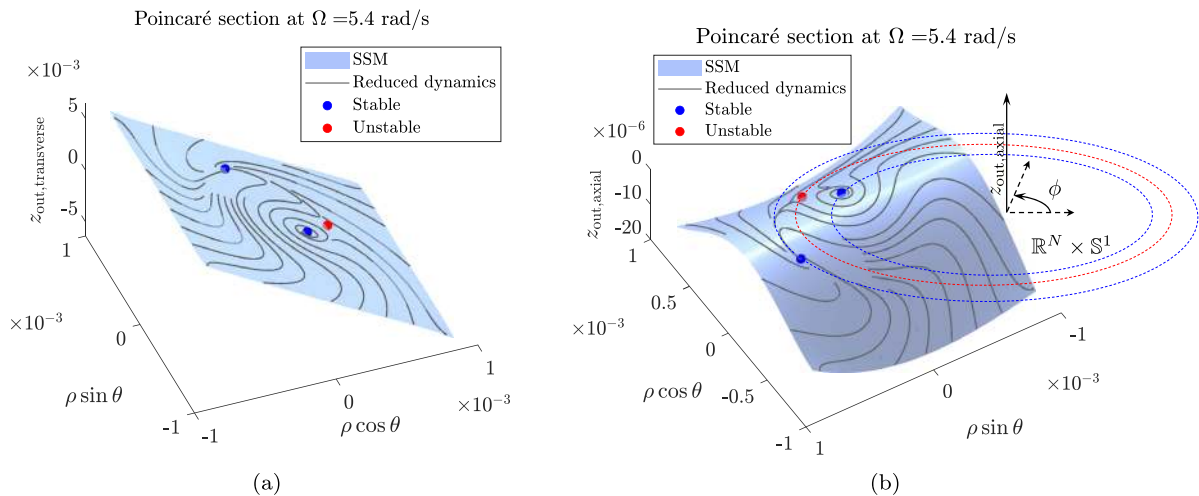 Poincaré section at Ω =5.4 rad/s
SSM
Reduced dynamics
Stable
Unstable
×10⁻³
5
0
-5
z_out,transverse
1
×10⁻³
0
-1
ρ sin θ
-1
0
1
×10⁻³
ρ cos θ
(a)
Poincaré section at Ω =5.4 rad/s
SSM
Reduced dynamics
Stable
Unstable
×10⁻⁶
0
-10
-20
z_out,axial
z_out,axial
ϕ
ℝᴺ × 𝕊¹
1
0.5
×10⁻³
0
-0.5
-1
ρ cos θ
1
0
-1
×10⁻³
ρ sin θ
(b)